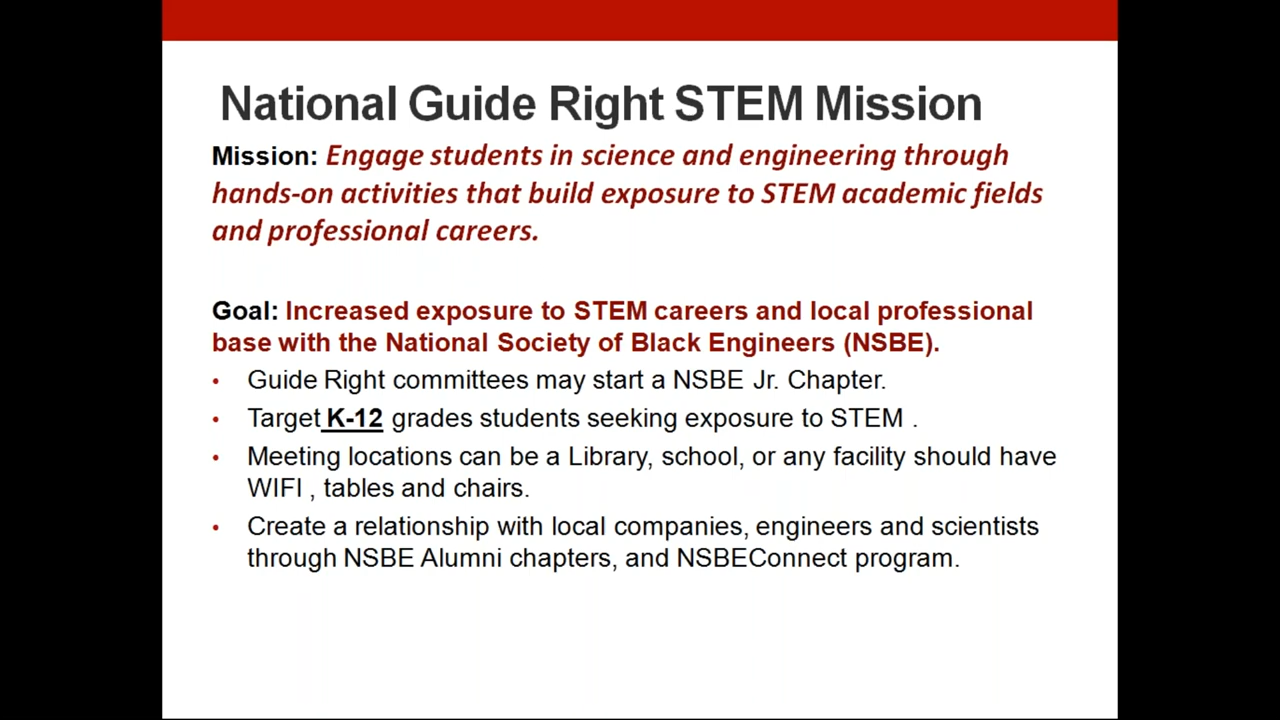 National Guide Right STEM Mission
Mission: Engage students in science and engineering through
hands-on activities that build exposure to STEM academic fields
and professional careers.
Goal: Increased exposure to STEM careers and local professional
base with the National Society of Black Engineers (NSBE).
• Guide Right committees may start a NSBE Jr. Chapter.
• Target K-12 grades students seeking exposure to STEM .
• Meeting locations can be a Library, school, or any facility should have
WIFI , tables and chairs.
• Create a relationship with local companies, engineers and scientists
through NSBE Alumni chapters, and NSBEConnect program.